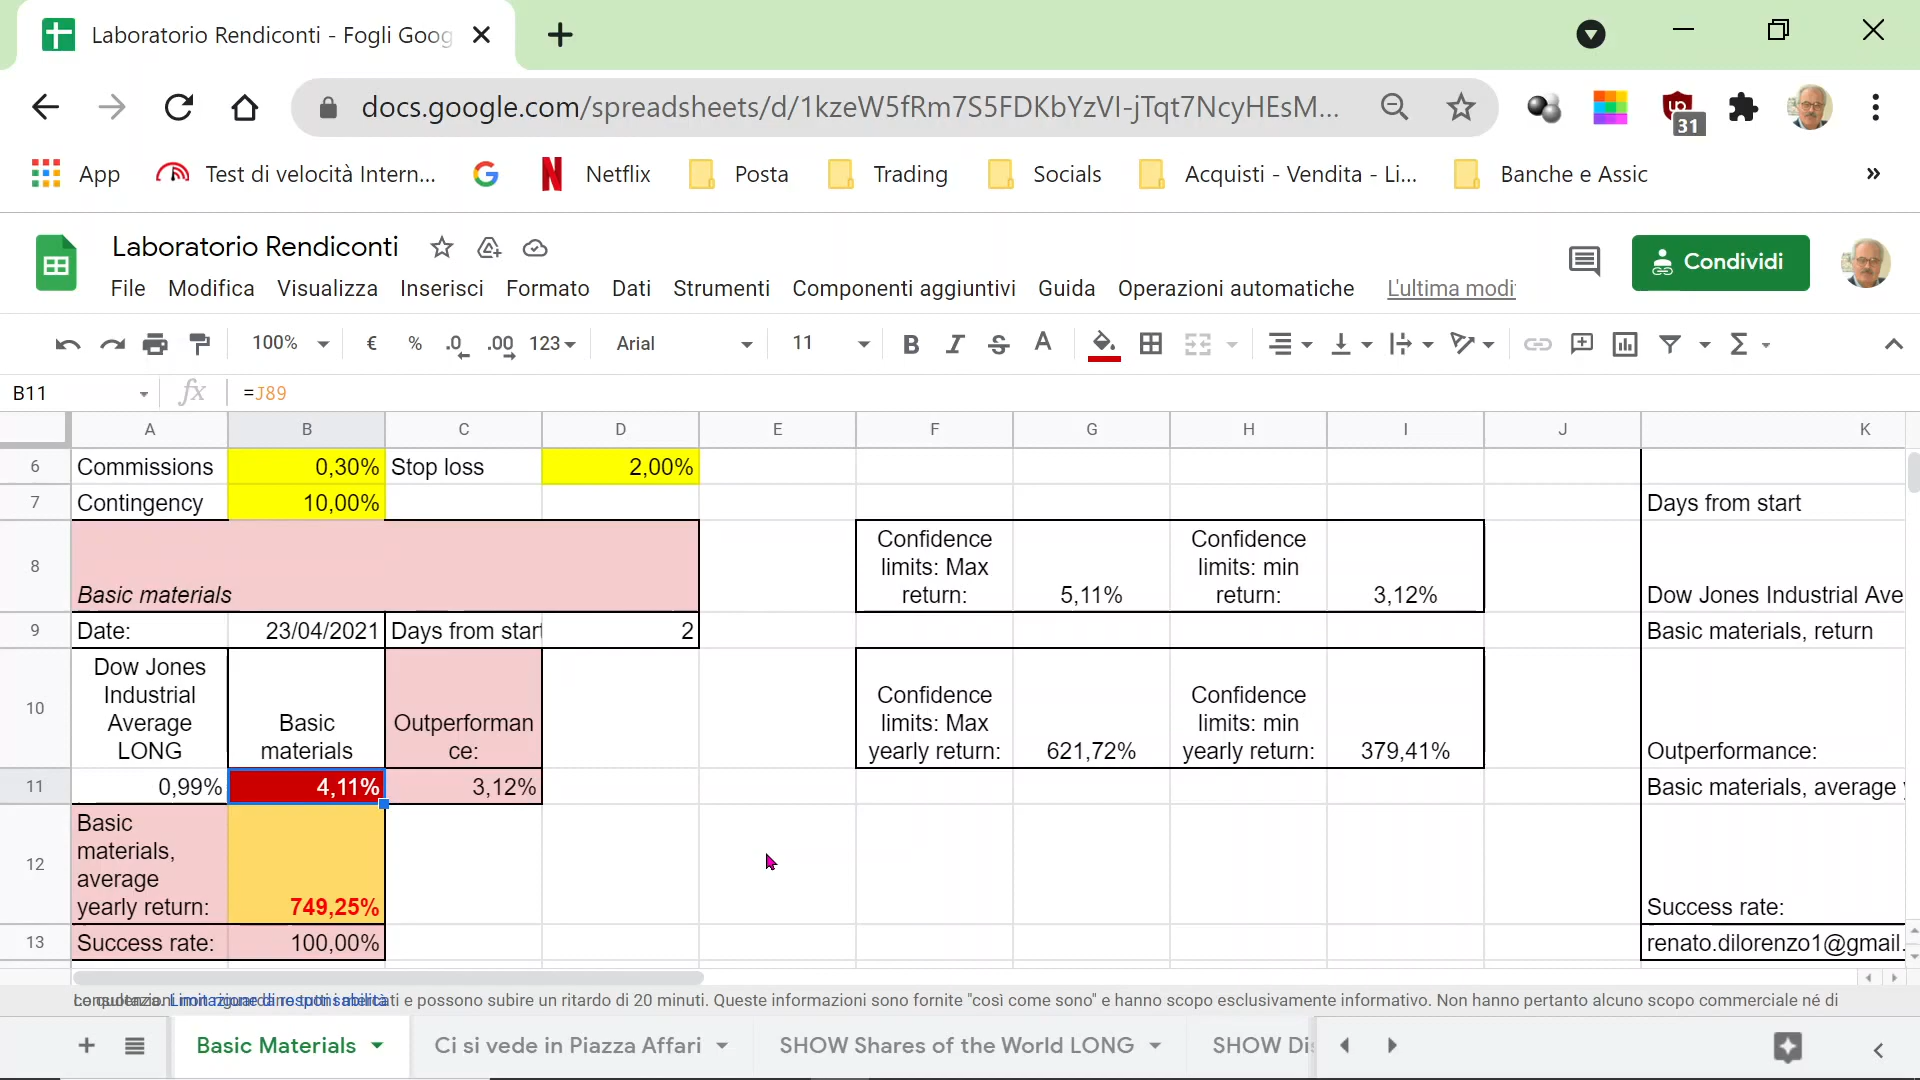 Laboratorio Rendiconti - Fogli Goog
docs.google.com/spreadsheets/d/1kzeW5fRm7S5FDKbYzVI-jTqt7NcyHEsM...
31
App
Test di velocità Intern...
Netflix
Posta
Trading
Socials
Acquisti - Vendita - Li...
Banche e Assic
»
Laboratorio Rendiconti
Condividi
File Modifica Visualizza Inserisci Formato Dati Strumenti Componenti aggiuntivi Guida Operazioni automatiche L'ultima modi
100% € % .0 .00 123 Arial 11 B I S A
B11 fx =J89
A B C D E F G H I J K
6 Commissions 0,30% Stop loss 2,00%
7 Contingency 10,00% Days from start
8 Basic materials
Confidence limits: Max return: 5,11% Confidence limits: min return: 3,12%
Dow Jones Industrial Ave
9 Date: 23/04/2021 Days from start 2 Basic materials, return
10 Dow Jones Industrial Average LONG
Basic materials
Outperformance:
Confidence limits: Max yearly return: 621,72% Confidence limits: min yearly return: 379,41%
Outperformance:
11 0,99% 4,11% 3,12% Basic materials, average
12 Basic materials, average yearly return: 749,25% Success rate:
13 Success rate: 100,00% renato.dilorenzo1@gmail.
cati e possono subire un ritardo di 20 minuti. Queste informazioni sono fornite "così come sono" e hanno scopo esclusivamente informativo. Non hanno pertanto alcuno scopo commerciale né di
Basic Materials Ci si vede in Piazza Affari SHOW Shares of the World LONG SHOW Di